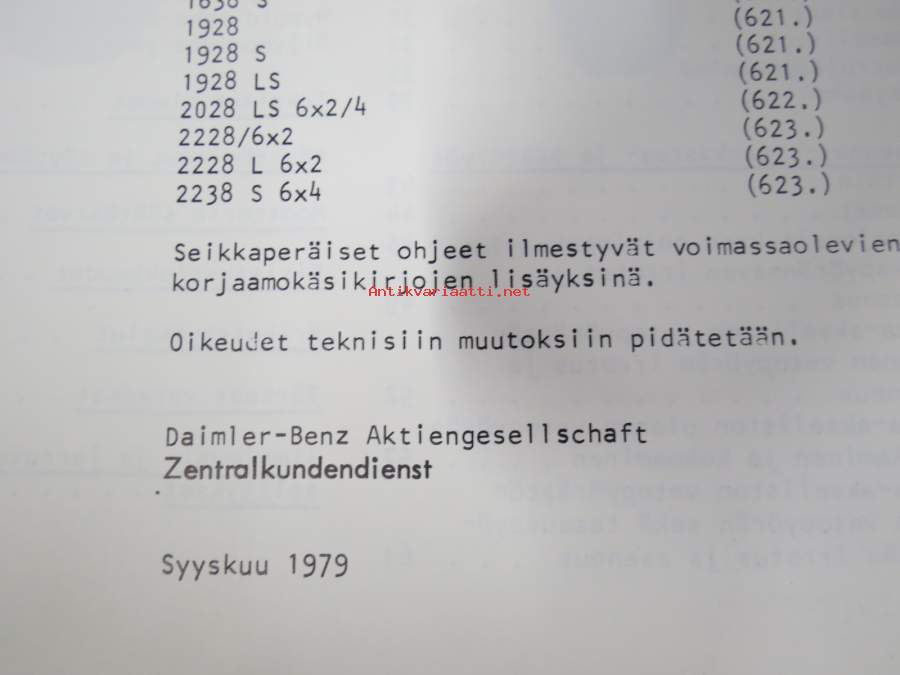 1928 (621.)
1928 S (621.)
1928 LS (621.)
2028 LS 6x2/4 (622.)
2228/6x2 (623.)
2228 L 6x2 (623.)
2238 S 6x4 (623.)
Seikkaperäiset ohjeet ilmestyvät voimassaolevien
korjaamokäsikirjojen lisäyksinä.
Antikvariaatti.net
Oikeudet teknisiin muutoksiin pidätetään.
Daimler-Benz Aktiengesellschaft
Zentralkundendienst
Syyskuu 1979